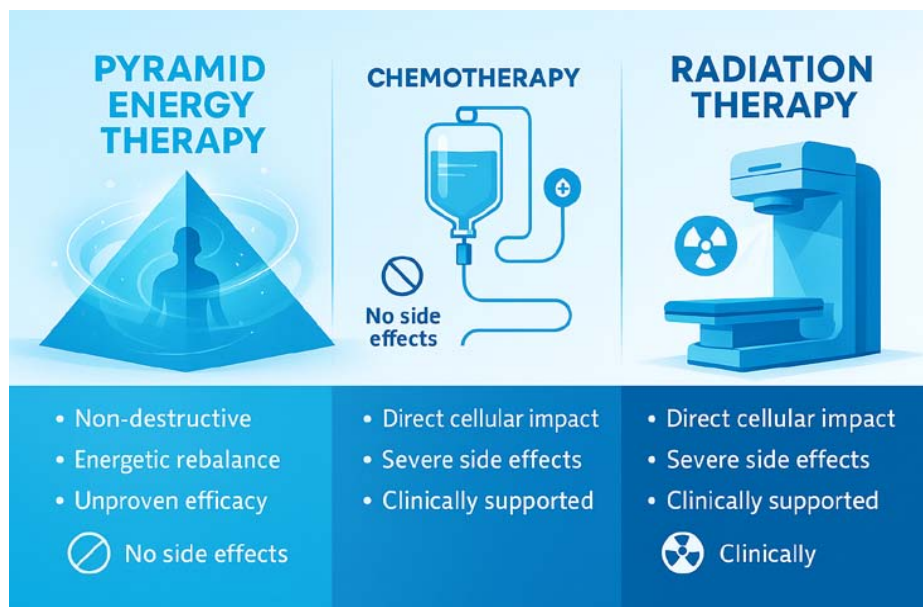 PYRAMID
ENERGY
THERAPY
• Non-destructive
• Energetic rebalance
• Unproven efficacy
No side effects
CHEMOTHERAPY
No side
effects
• Direct cellular impact
• Severe side effects
• Clinically supported
RADIATION
THERAPY
• Direct cellular impact
• Severe side effects
• Clinically supported
Clinically